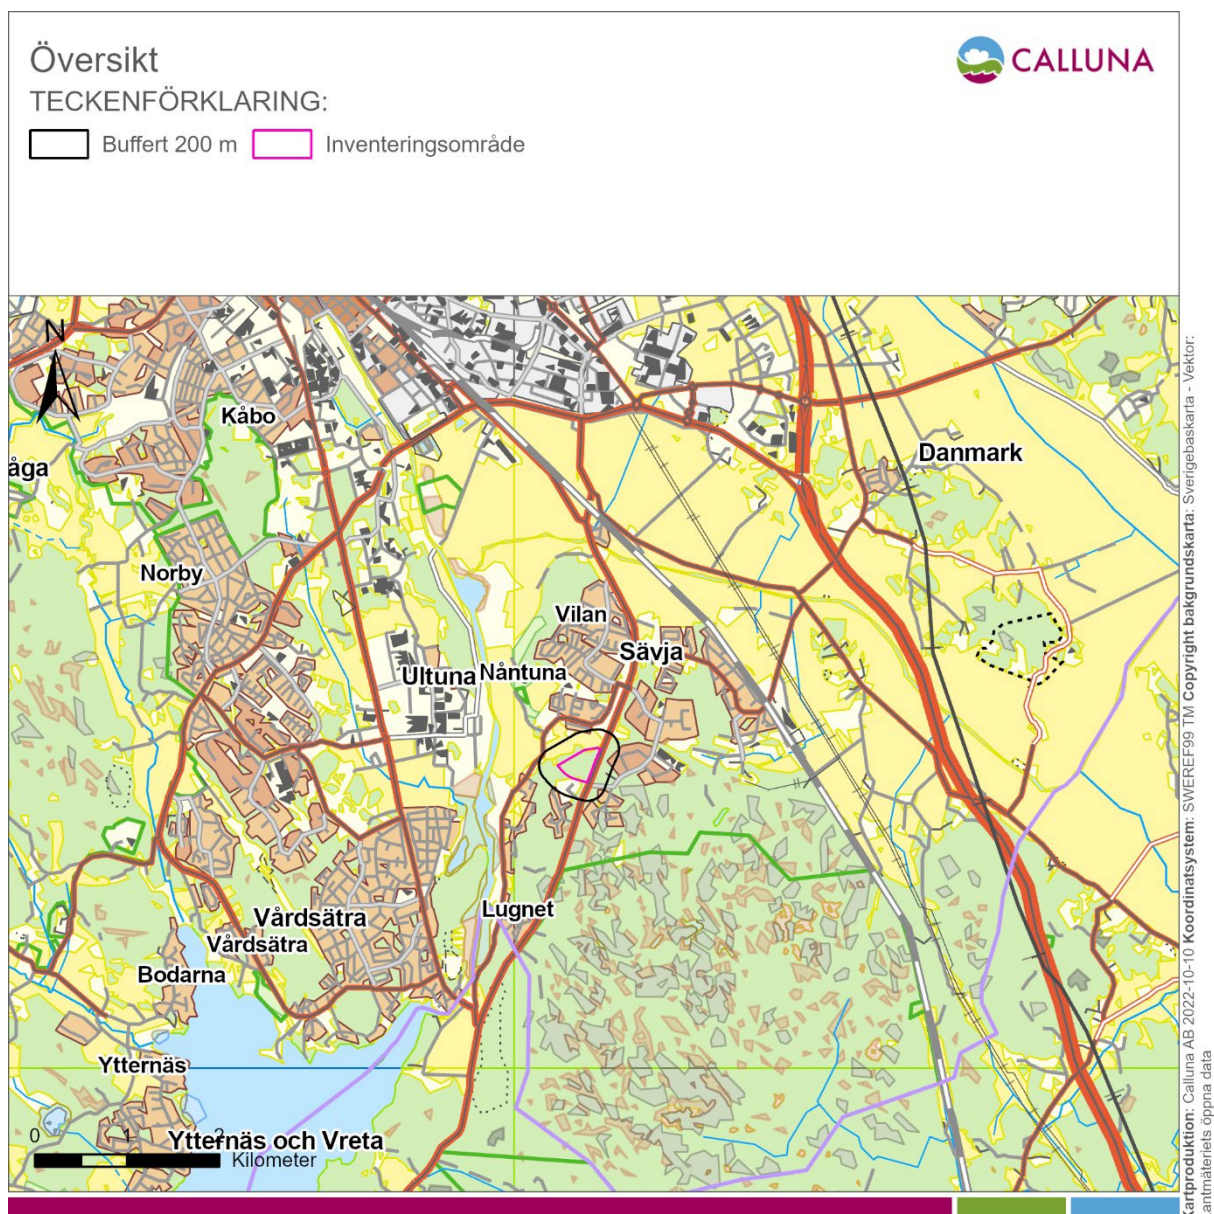 Översikt
CALLUNA
TECKENFÖRKLARING:
Buffert 200 m
Inventeringsområde
N
Kåbo
åga
Danmark
Norby
Vilan
Sävja
Ultuna
Nåntuna
Lugnet
Vårdsätra
Vårdsätra
Bodarna
Ytternäs
Ytternäs och Vreta
0 1 2
Kilometer
Kartproduktion: Calluna AB 2022-10-10 Koordinatsystem: SWEREF99 TM Copyright bakgrundskarta: Sverigebaskarta - Vektor:
Lantmäteriets öppna data